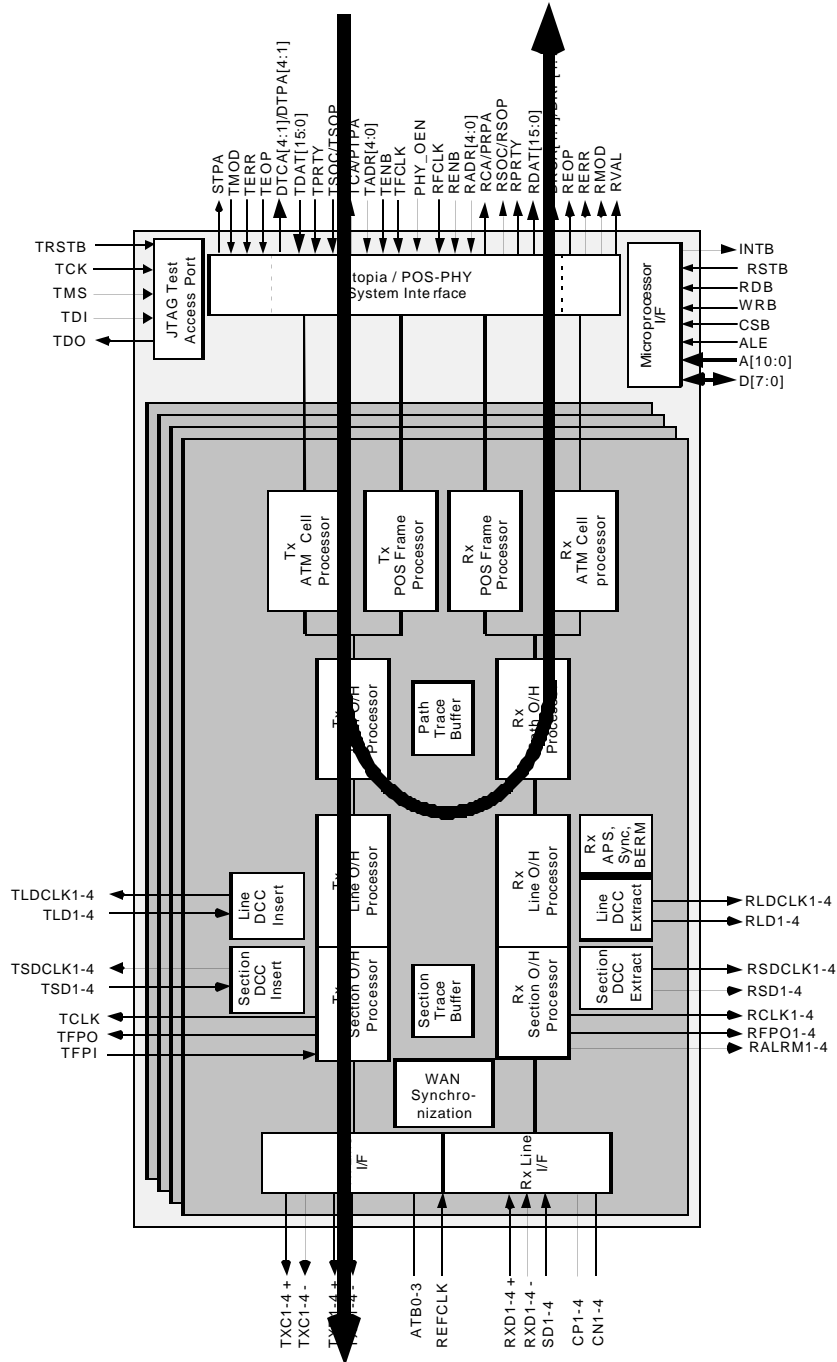 STPA
TMOD
TERR
TEOP
DTCA[4:1]/DTPA[4:1]
TDAT[15:0]
TPRTY
TSOC/TSOP
TCA/PTPA
TADR[4:0]
TENB
TFCLK
PHY_OEN
RFCLK
RENB
RADR[4:0]
RCA/PRPA
RSOC/RSOP
RPRTY
RDAT[15:0]
REOP
RERR
RMOD
RVAL
TRSTB
TCK
TMS
TDI
TDO
JTAG Test
Access Port
/ POS-PHY
System Interface
Microprocessor
I/F
INTB
RSTB
RDB
WRB
CSB
ALE
A[10:0]
D[7:0]
Tx
ATM Cell
Processor
Tx
POS Frame
Processor
Rx
POS Frame
Processor
Rx
ATM Cell
processor
O/H
Processor
Path
Trace
Buffer
Rx
O/H
Processor
Line O/H
Processor
Rx
Line O/H
Processor
Rx
APS,
Sync,
BERM
TLDCLK1-4
TLD1-4
Line
DCC
Insert
Line
DCC
Extract
RLDCLK1-4
RLD1-4
TSDCLK1-4
TSD1-4
Section
DCC
Insert
Section O/H
Processor
Section
Trace
Buffer
Rx
Section O/H
Processor
Section
DCC
Extract
RSDCLK1-4
RSD1-4
TCLK
TFPO
TFPI
RCLK1-4
RFPO1-4
RALRM1-4
WAN
Synchro-
nization
I/F
Rx Line
I/F
TXC1-4 +
TXC1-4 -
ATB0-3
REFCLK
RXD1-4 +
RXD1-4 -
SD1-4
CP1-4
CN1-4